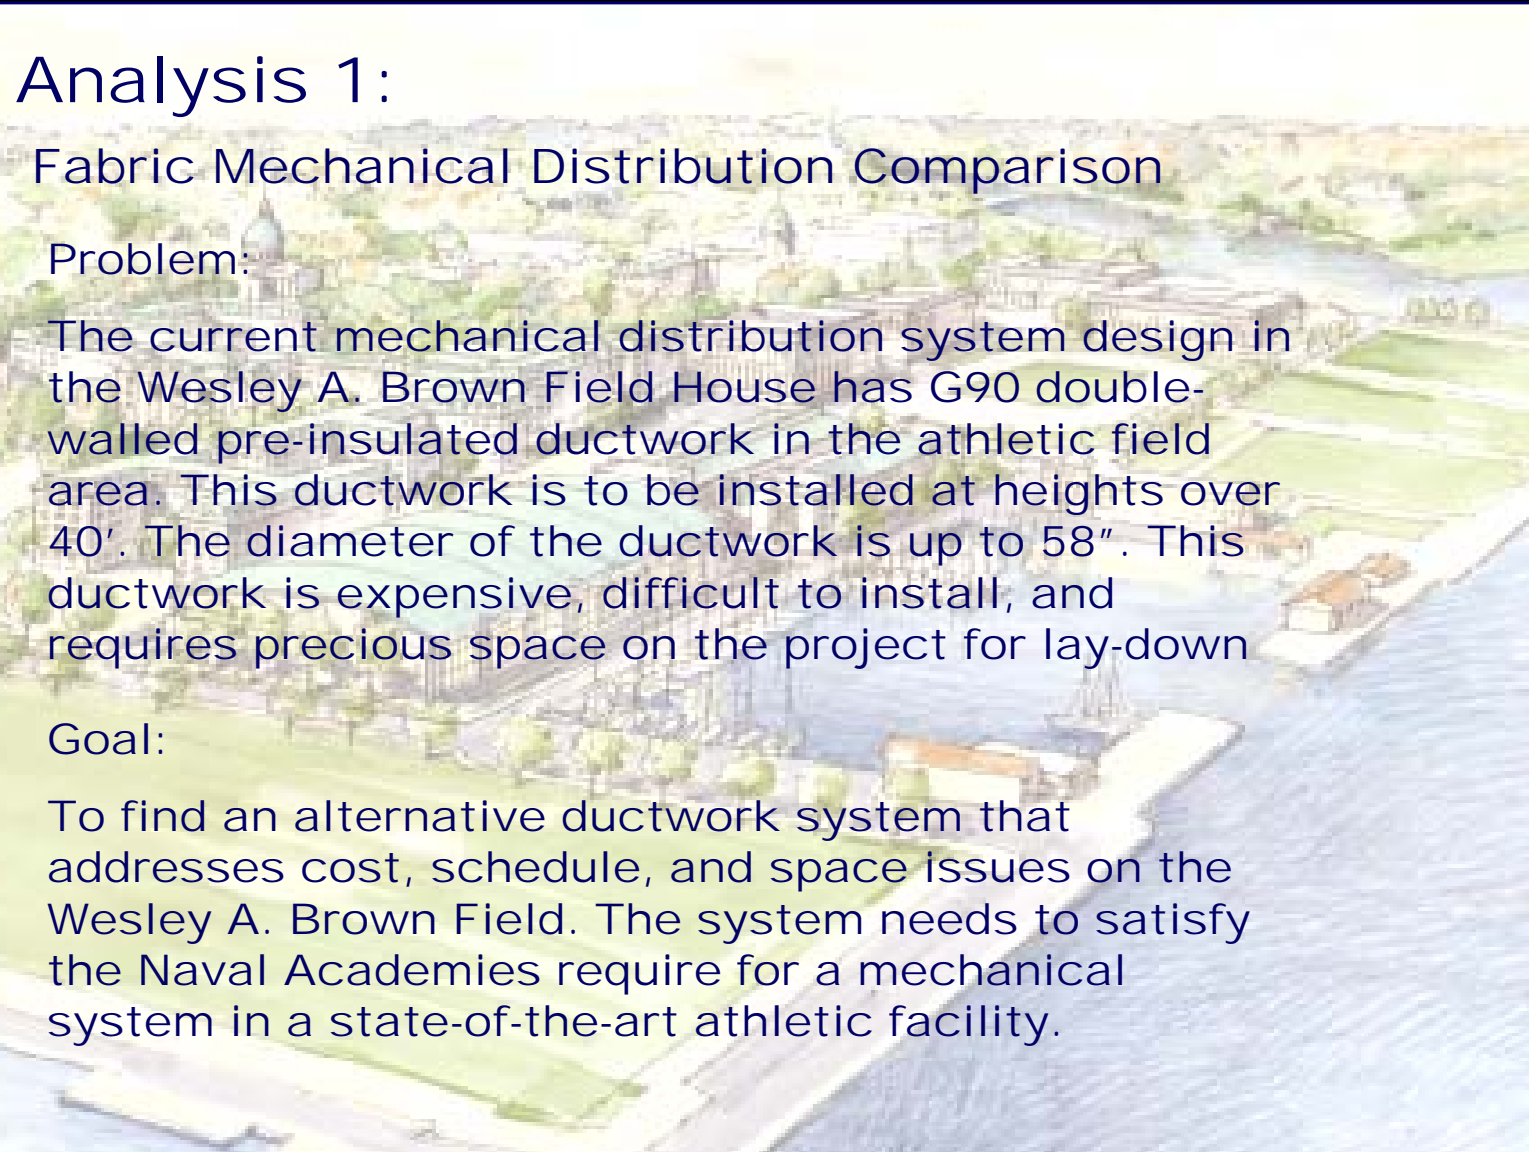 Analysis 1:
Fabric Mechanical Distribution Comparison
Problem:
The current mechanical distribution system design in
the Wesley A. Brown Field House has G90 double-
walled pre-insulated ductwork in the athletic field
area. This ductwork is to be installed at heights over
40’. The diameter of the ductwork is up to 58”. This
ductwork is expensive, difficult to install, and
requires precious space on the project for lay-down
Goal:
To find an alternative ductwork system that
addresses cost, schedule, and space issues on the
Wesley A. Brown Field. The system needs to satisfy
the Naval Academies require for a mechanical
system in a state-of-the-art athletic facility.